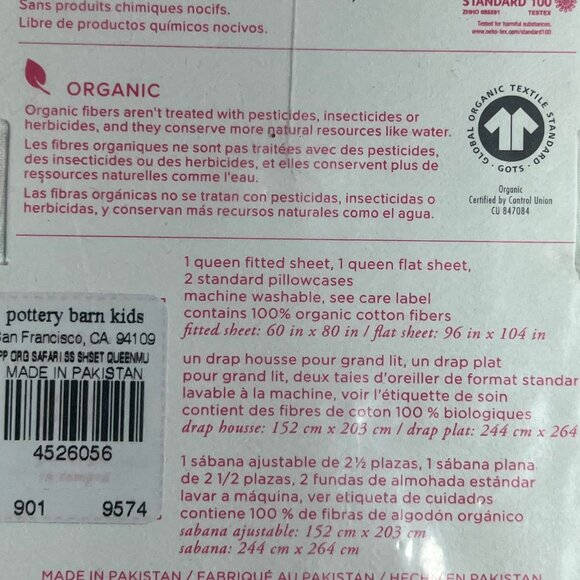 Sans produits chimiques nocifs.
Libre de productos químicos nocivos.
STANDARD 100
ZHHO 085591 TESTEX
Tested for harmful substances.
www.oeko-tex.com/standard100
ORGANIC
Organic fibers aren't treated with pesticides, insecticides or
herbicides, and they conserve more natural resources like water.
Les fibres organiques ne sont pas traitées avec des pesticides,
des insecticides ou des herbicides, et elles conservent plus de
ressources naturelles comme l'eau.
Las fibras orgánicas no se tratan con pesticidas, insecticidas o
herbicidas, y conservan más recursos naturales como el agua.
GLOBAL ORGANIC TEXTILE STANDARD
· GOTS ·
Organic
Certified by Control Union
CU 847084
1 queen fitted sheet, 1 queen flat sheet,
2 standard pillowcases
machine washable, see care label
contains 100% organic cotton fibers
fitted sheet: 60 in x 80 in / flat sheet: 96 in x 104 in
un drap housse pour grand lit, un drap plat
pour grand lit, deux taies d'oreiller de format standar
lavable à la machine, voir l'étiquette de soin
contient des fibres de coton 100 % biologiques
drap housse: 152 cm x 203 cm / drap plat: 244 cm x 264
1 sábana ajustable de 2½ plazas, 1 sábana plana
de 2 1/2 plazas, 2 fundas de almohada estándar
lavar a máquina, ver etiqueta de cuidados
contiene 100 % de fibras de algodón orgánico
sabana ajustable: 152 cm x 203 cm
sabana: 244 cm x 264 cm
MADE IN PAKISTAN / FABRIQUÉ AU PAKISTAN / HECHO EN PAKISTAN
pottery barn kids
San Francisco, CA 94109
PP ORG SAFARI SS SHSET QUEENMU
MADE IN PAKISTAN
4526056
901 9574